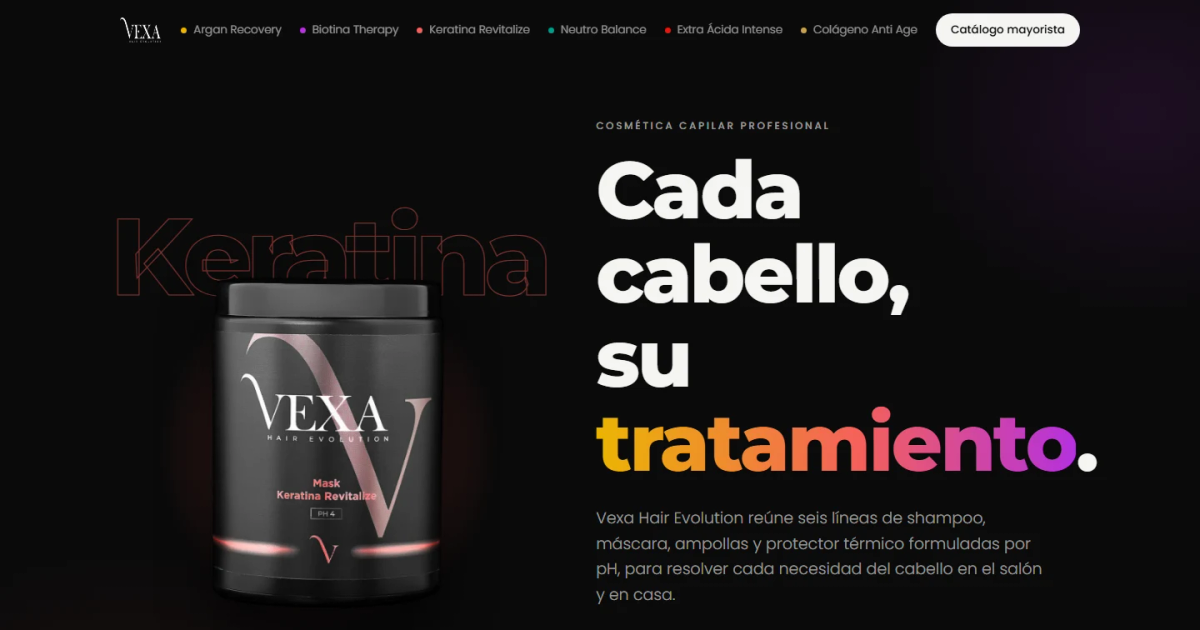 VEXA
HAIR EVOLUTION
Argan Recovery
Biotina Therapy
Keratina Revitalize
Neutro Balance
Extra Ácida Intense
Colágeno Anti Age
Catálogo mayorista
COSMÉTICA CAPILAR PROFESIONAL
Cada
cabello,
su
tratamiento.
Vexa Hair Evolution reúne seis líneas de shampoo,
máscara, ampollas y protector térmico formuladas por
pH, para resolver cada necesidad del cabello en el salón
y en casa.
Keratina
VEXA
HAIR EVOLUTION
Mask
Keratina Revitalize
PH 4
V